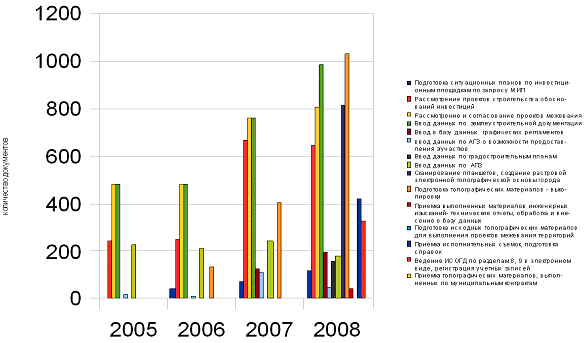 1200
1000
800
600
400
200
0
количество документов
2005
2006
2007
2008
Подготовка ситуационных планов по инвестици-
онным площадкам по запросу МИП
Рассмотрение проектов строительства обосно-
ваний инвестиций
Рассмотрение и согласование проектов межевания
Ввод данных по землеустроительной документации
Ввод в базу данных графических регламентов
ввод данных по АГЗ о возможности предостав-
ления з/участков
Ввод данных по градостроительным планам
Ввод данных по АГЗ
Сканирование планшетов, создание растровой
электронной топографической основы города
Подготовка топографических материалов - выко-
пировки
Приемка выполненных материалов инженерных
изысканий- технические отчеты, обработка и вне-
сение в базу данных
Подготовка исходных топографических материалов
для выполнения проектов межевания территорий
Приемка исполнительных съемок, подготовка
справок
Ведение ИСОГД по разделам 8, 9 в электронном
виде, регистрация учетных записей
Приемка топографических материалов, выпол-
ненных по муниципальным контрактам